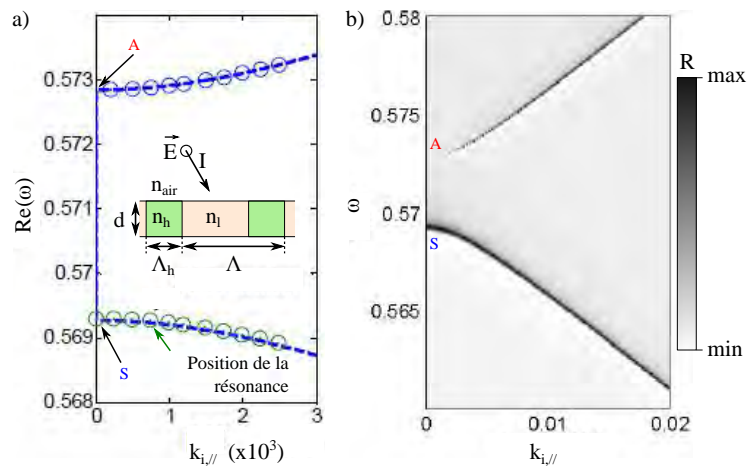 a)
A
0.573
0.572
0.571
0.57
0.569
0.568
Re(ω)
E
I
n_air
d
n_h
n_l
Λ_h
Λ
Position de la
résonance
S
0
1
2
3
k_i,// (x10^3)
b)
0.58
0.575
0.57
0.565
ω
A
S
0
0.01
0.02
k_i,//
R
max
min